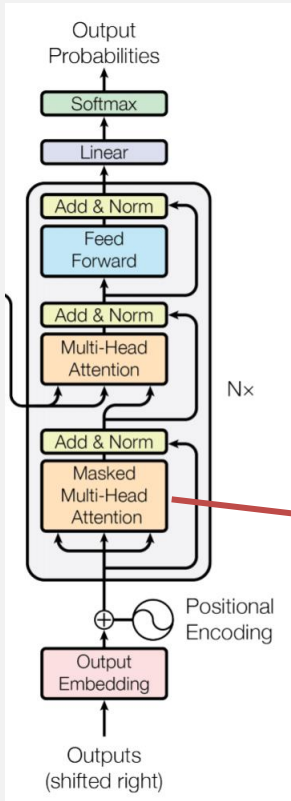 Output
Probabilities
Softmax
Linear
Add & Norm
Feed
Forward
Add & Norm
Multi-Head
Attention
N×
Add & Norm
Masked
Multi-Head
Attention
Positional
Encoding
Output
Embedding
Outputs
(shifted right)